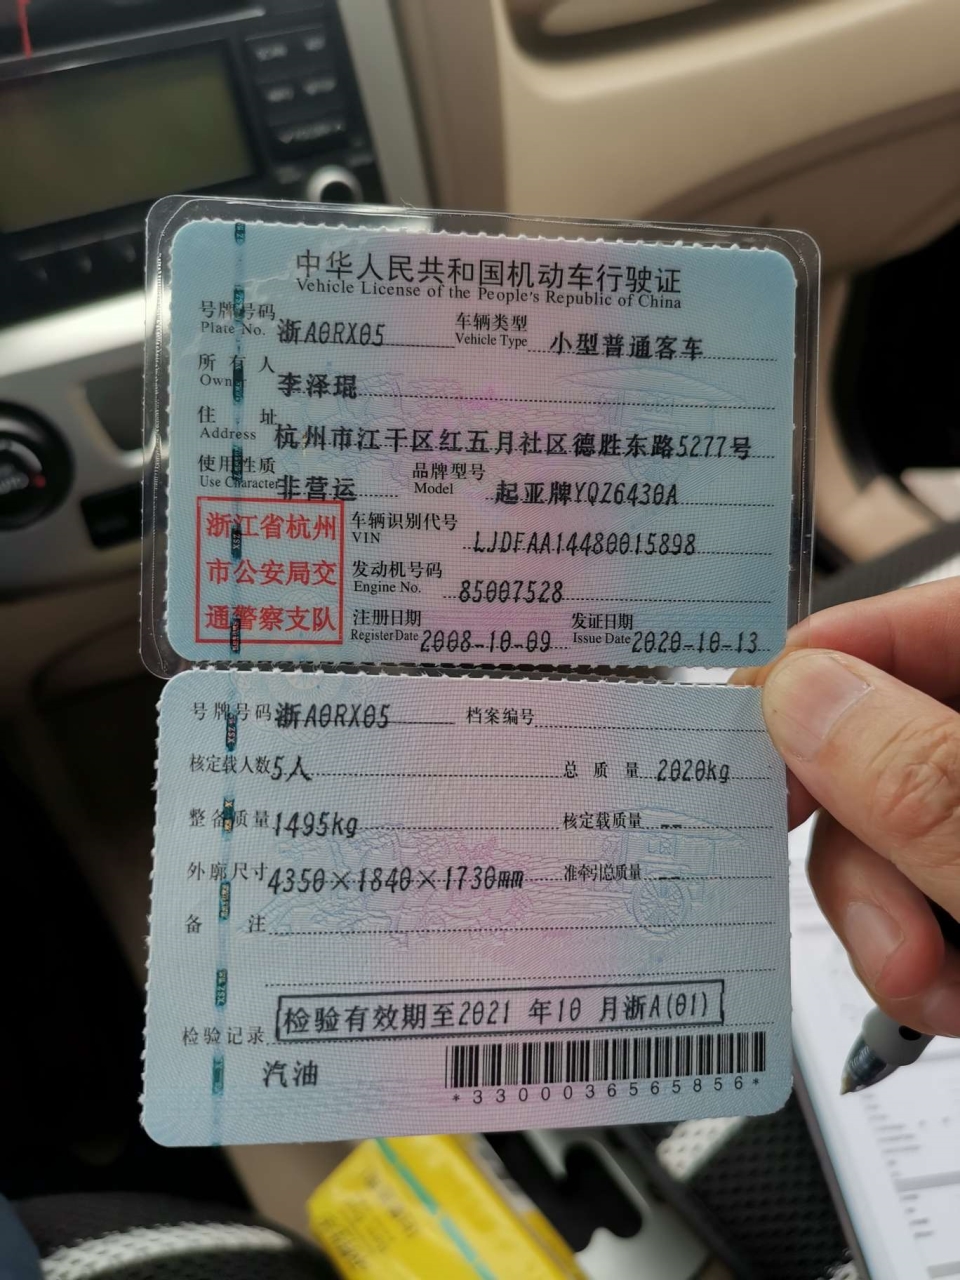 中华人民共和国机动车行驶证
Vehicle License of the People's Republic of China
号牌号码 浙A0RX05 车辆类型 小型普通客车
Plate No. Vehicle Type
所有人 李泽琨
Owner
住址 杭州市江干区红五月社区德胜东路5277号
Address
使用性质 非营运 品牌型号 起亚牌YQZ6430A
Use Character Model
浙江省杭州
市公安局交
通警察支队
车辆识别代号 LJDFAA14480015898
VIN
发动机号码 85007528
Engine No.
注册日期 2008-10-09 发证日期 2020-10-13
Register Date Issue Date
号牌号码 浙A0RX05 档案编号
核定载人数 5人 总质量 2020kg
整备质量 1495kg 核定载质量 --
外廓尺寸 4350×1840×1730mm 准牵引总质量 --
备注
检验记录 检验有效期至2021 年10 月浙A(01)
汽油
*3300036565856*